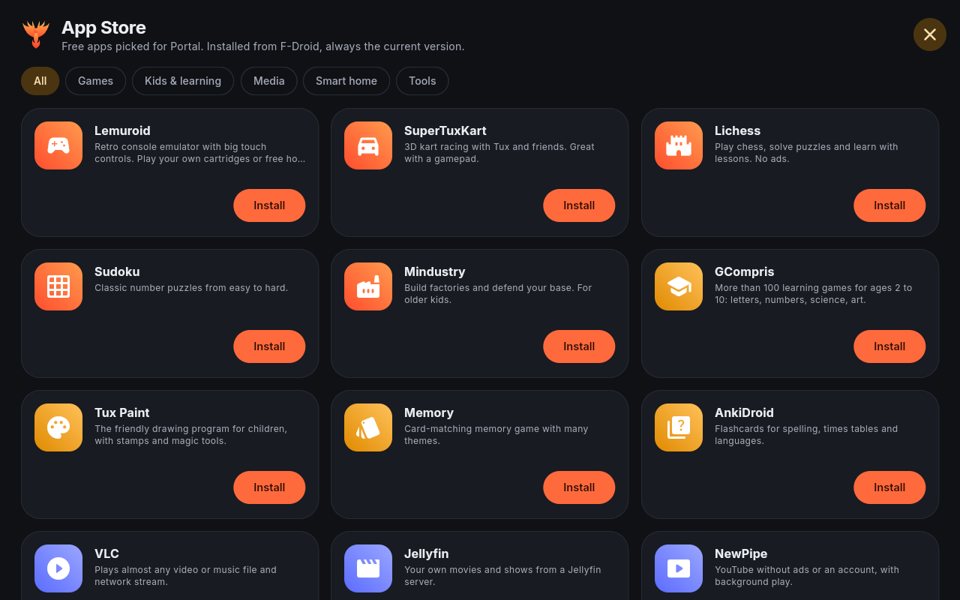 App Store
Free apps picked for Portal. Installed from F-Droid, always the current version.
All
Games
Kids & learning
Media
Smart home
Tools
Lemuroid
Retro console emulator with big touch
controls. Play your own cartridges or free ho...
Install
SuperTuxKart
3D kart racing with Tux and friends. Great
with a gamepad.
Install
Lichess
Play chess, solve puzzles and learn with
lessons. No ads.
Install
Sudoku
Classic number puzzles from easy to hard.
Install
Mindustry
Build factories and defend your base. For
older kids.
Install
GCompris
More than 100 learning games for ages 2 to
10: letters, numbers, science, art.
Install
Tux Paint
The friendly drawing program for children,
with stamps and magic tools.
Install
Memory
Card-matching memory game with many
themes.
Install
AnkiDroid
Flashcards for spelling, times tables and
languages.
Install
VLC
Plays almost any video or music file and
network stream.
Jellyfin
Your own movies and shows from a Jellyfin
server.
NewPipe
YouTube without ads or an account, with
background play.